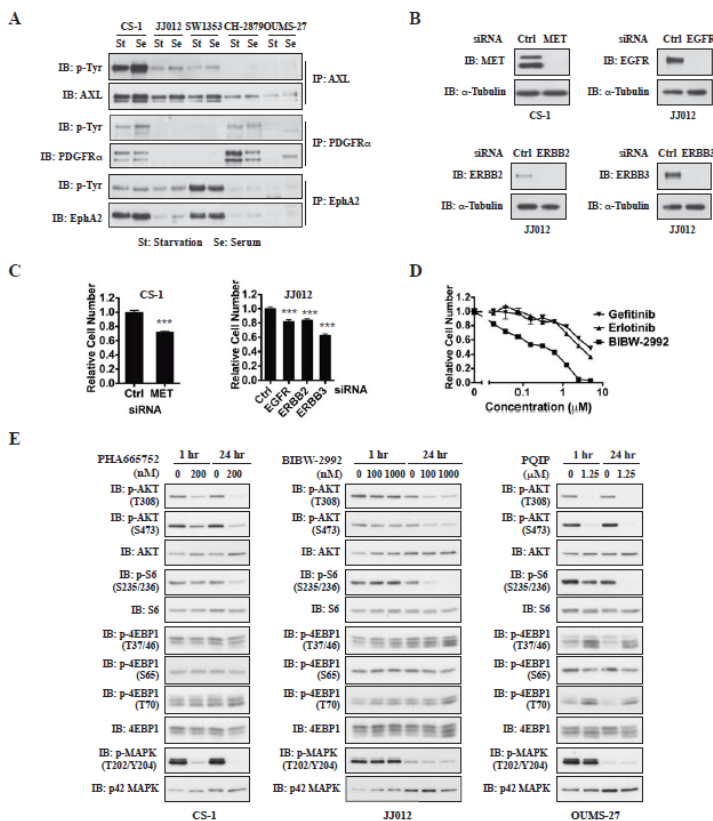 A
CS-1 JJ012 SW1353 CH-2879 OUMS-27
St Se St Se St Se St Se St Se
IB: p-Tyr
IB: AXL
IP: AXL
IB: p-Tyr
IB: PDGFRα
IP: PDGFRα
IB: p-Tyr
IB: EphA2
IP: EphA2
St: Starvation Se: Serum
B
siRNA Ctrl MET
IB: MET
IB: α-Tubulin
CS-1
siRNA Ctrl EGFR
IB: EGFR
IB: α-Tubulin
JJ012
siRNA Ctrl ERBB2
IB: ERBB2
IB: α-Tubulin
JJ012
siRNA Ctrl ERBB3
IB: ERBB3
IB: α-Tubulin
JJ012
C
CS-1
Relative Cell Number
1.2
1.0
0.8
0.6
0.4
0.2
0.0
***
Ctrl MET
siRNA
JJ012
Relative Cell Number
1.2
1.0
0.8
0.6
0.4
0.2
0.0
*** *** ***
Ctrl EGFR ERBB2 ERBB3 siRNA
D
Relative Cell Number
1.2
1.0
0.8
0.6
0.4
0.2
0.0
0 0.1 1 10
Concentration (μM)
Gefitinib
Erlotinib
BIBW-2992
E
PHA665752 1 hr 24 hr
(nM) 0 200 0 200
IB: p-AKT
(T308)
IB: p-AKT
(S473)
IB: AKT
IB: p-S6
(S235/236)
IB: S6
IB: p-4EBP1
(T37/46)
IB: p-4EBP1
(S65)
IB: p-4EBP1
(T70)
IB: 4EBP1
IB: p-MAPK
(T202/Y204)
IB: p42 MAPK
CS-1
BIBW-2992 1 hr 24 hr
(nM) 0 100 1000 0 100 1000
IB: p-AKT
(T308)
IB: p-AKT
(S473)
IB: AKT
IB: p-S6
(S235/236)
IB: S6
IB: p-4EBP1
(T37/46)
IB: p-4EBP1
(S65)
IB: p-4EBP1
(T70)
IB: 4EBP1
IB: p-MAPK
(T202/Y204)
IB: p42 MAPK
JJ012
PQIP 1 hr 24 hr
(μM) 0 1.25 0 1.25
IB: p-AKT
(T308)
IB: p-AKT
(S473)
IB: AKT
IB: p-S6
(S235/236)
IB: S6
IB: p-4EBP1
(T37/46)
IB: p-4EBP1
(S65)
IB: p-4EBP1
(T70)
IB: 4EBP1
IB: p-MAPK
(T202/Y204)
IB: p42 MAPK
OUMS-27